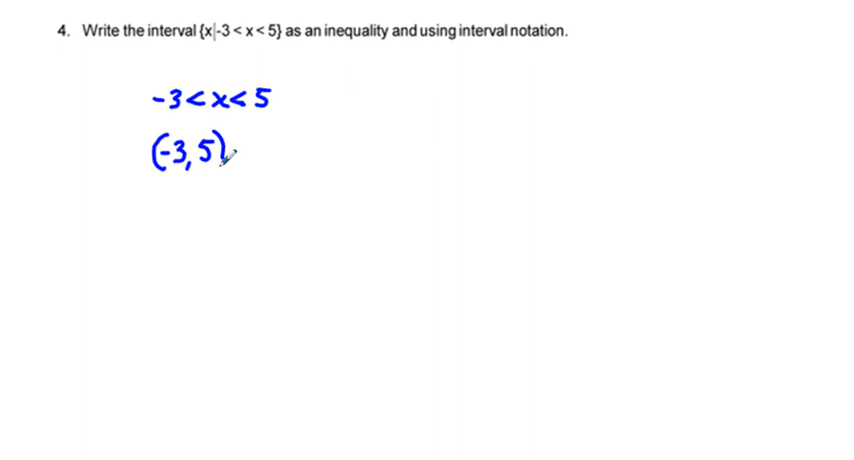 4. Write the interval {x|-3 < x < 5} as an inequality and using interval notation.
-3 < x < 5
(-3, 5)